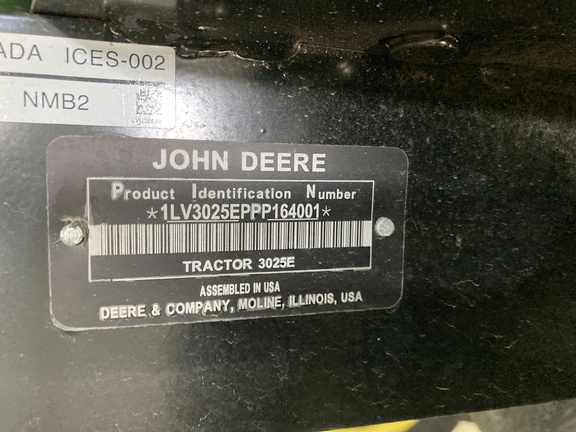 ADA ICES-002
NMB2
JOHN DEERE
Product Identification Number
*1LV3025EPPP164001*
TRACTOR 3025E
ASSEMBLED IN USA
DEERE & COMPANY, MOLINE, ILLINOIS, USA